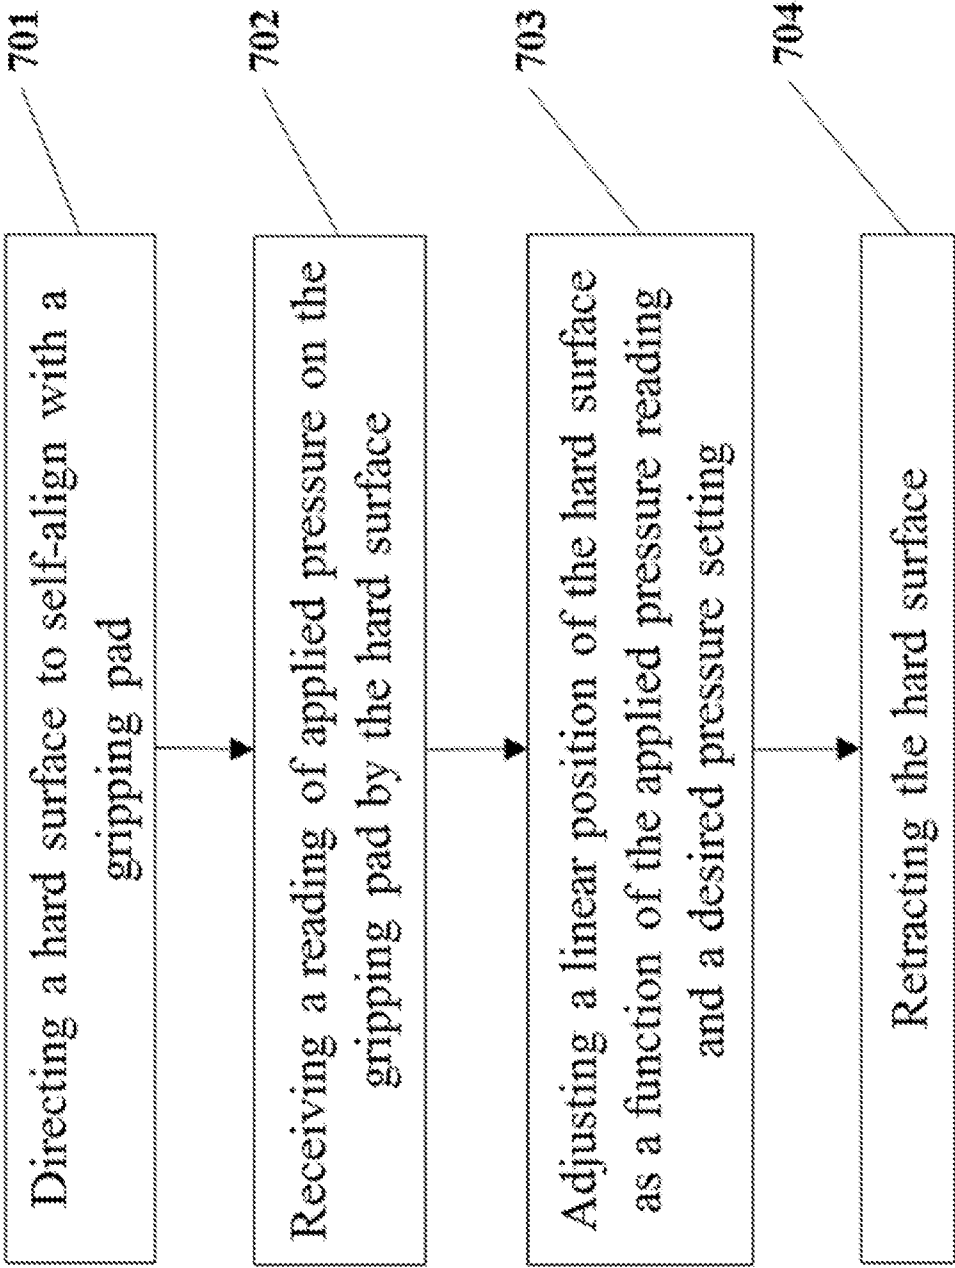 701
Directing a hard surface to self-align with a
gripping pad
702
Receiving a reading of applied pressure on the
gripping pad by the hard surface
703
Adjusting a linear position of the hard surface
as a function of the applied pressure reading
and a desired pressure setting
704
Retracting the hard surface